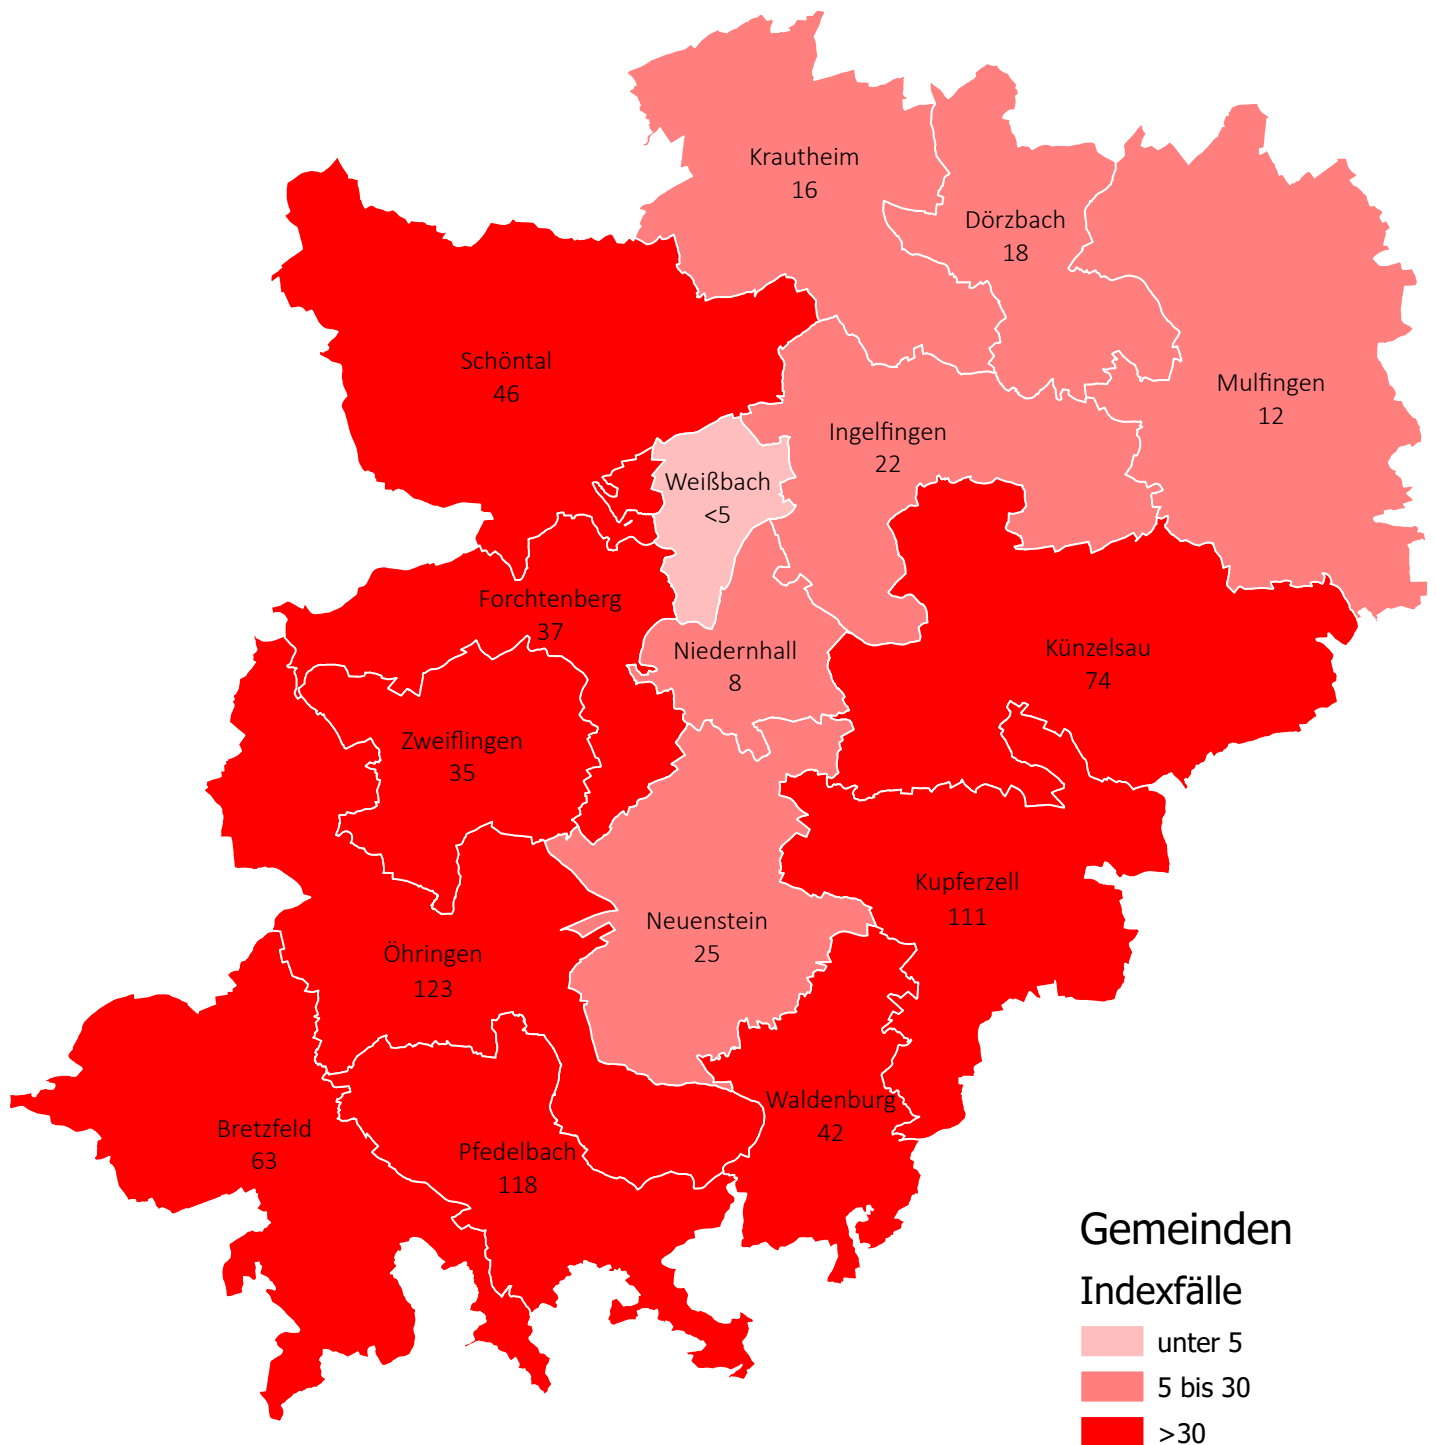 Krautheim
16
Dörzbach
18
Schöntal
46
Mulfingen
12
Ingelfingen
22
Weißbach
<5
Forchtenberg
37
Niedernhall
8
Künzelsau
74
Zweiflingen
35
Kupferzell
111
Neuenstein
25
Öhringen
123
Waldenburg
42
Bretzfeld
63
Pfedelbach
118
Gemeinden
Indexfälle
unter 5
5 bis 30
>30